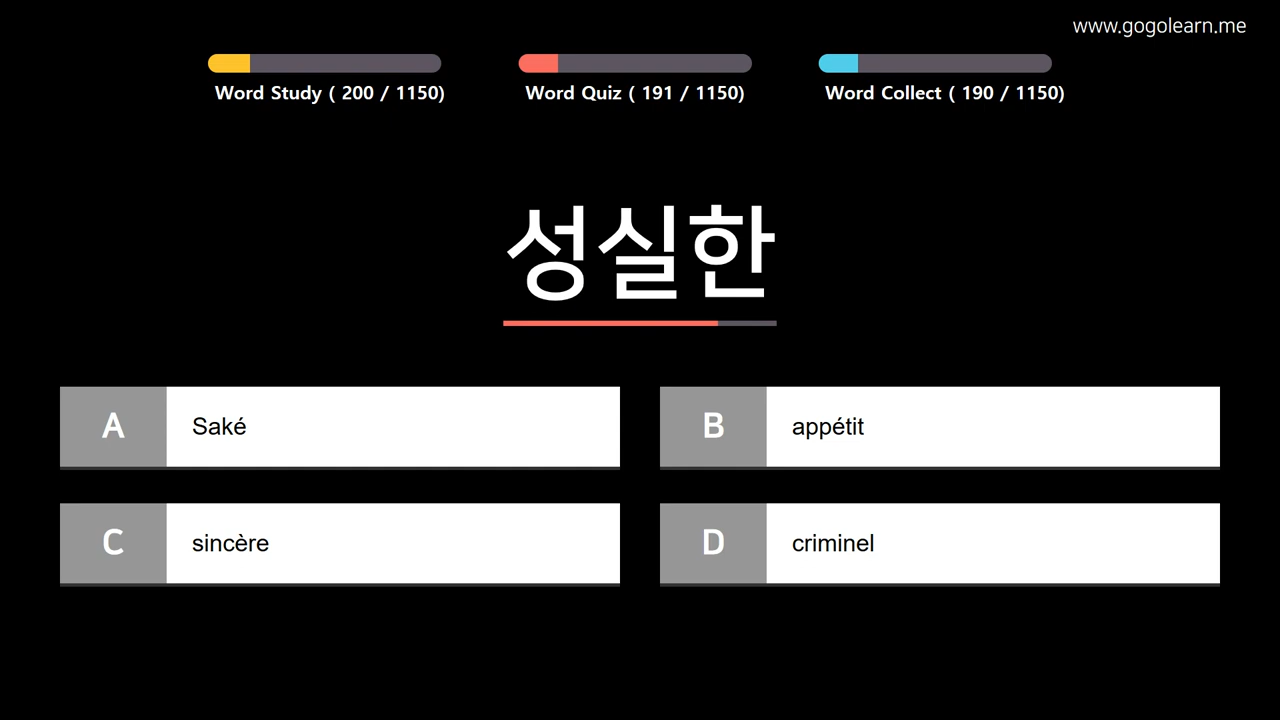 www.gogolearn.me
Word Study ( 200 / 1150)
Word Quiz ( 191 / 1150)
Word Collect ( 190 / 1150)
성실한
A
Saké
B
appétit
C
sincère
D
criminel